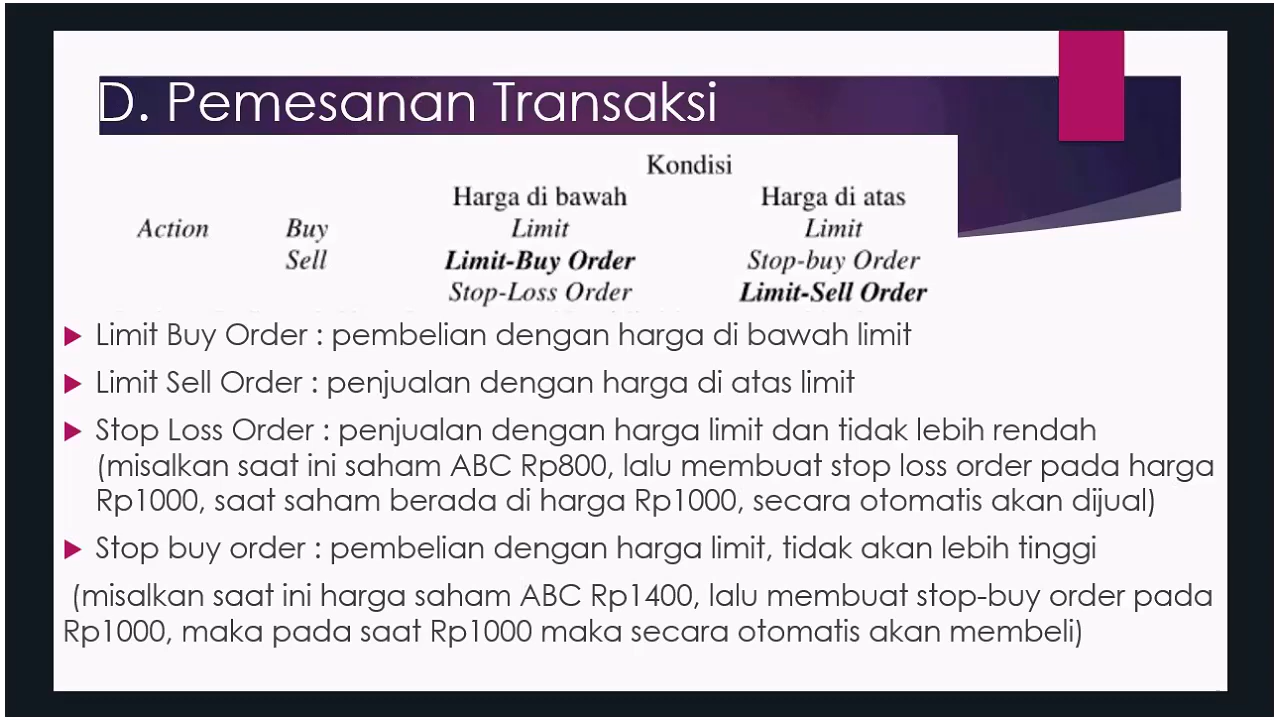 D. Pemesanan Transaksi
Kondisi
Harga di bawah Harga di atas
Action Buy Limit Limit
Sell Limit-Buy Order Stop-buy Order
Stop-Loss Order Limit-Sell Order
Limit Buy Order : pembelian dengan harga di bawah limit
Limit Sell Order : penjualan dengan harga di atas limit
Stop Loss Order : penjualan dengan harga limit dan tidak lebih rendah
(misalkan saat ini saham ABC Rp800, lalu membuat stop loss order pada harga
Rp1000, saat saham berada di harga Rp1000, secara otomatis akan dijual)
Stop buy order : pembelian dengan harga limit, tidak akan lebih tinggi
(misalkan saat ini harga saham ABC Rp1400, lalu membuat stop-buy order pada
Rp1000, maka pada saat Rp1000 maka secara otomatis akan membeli)